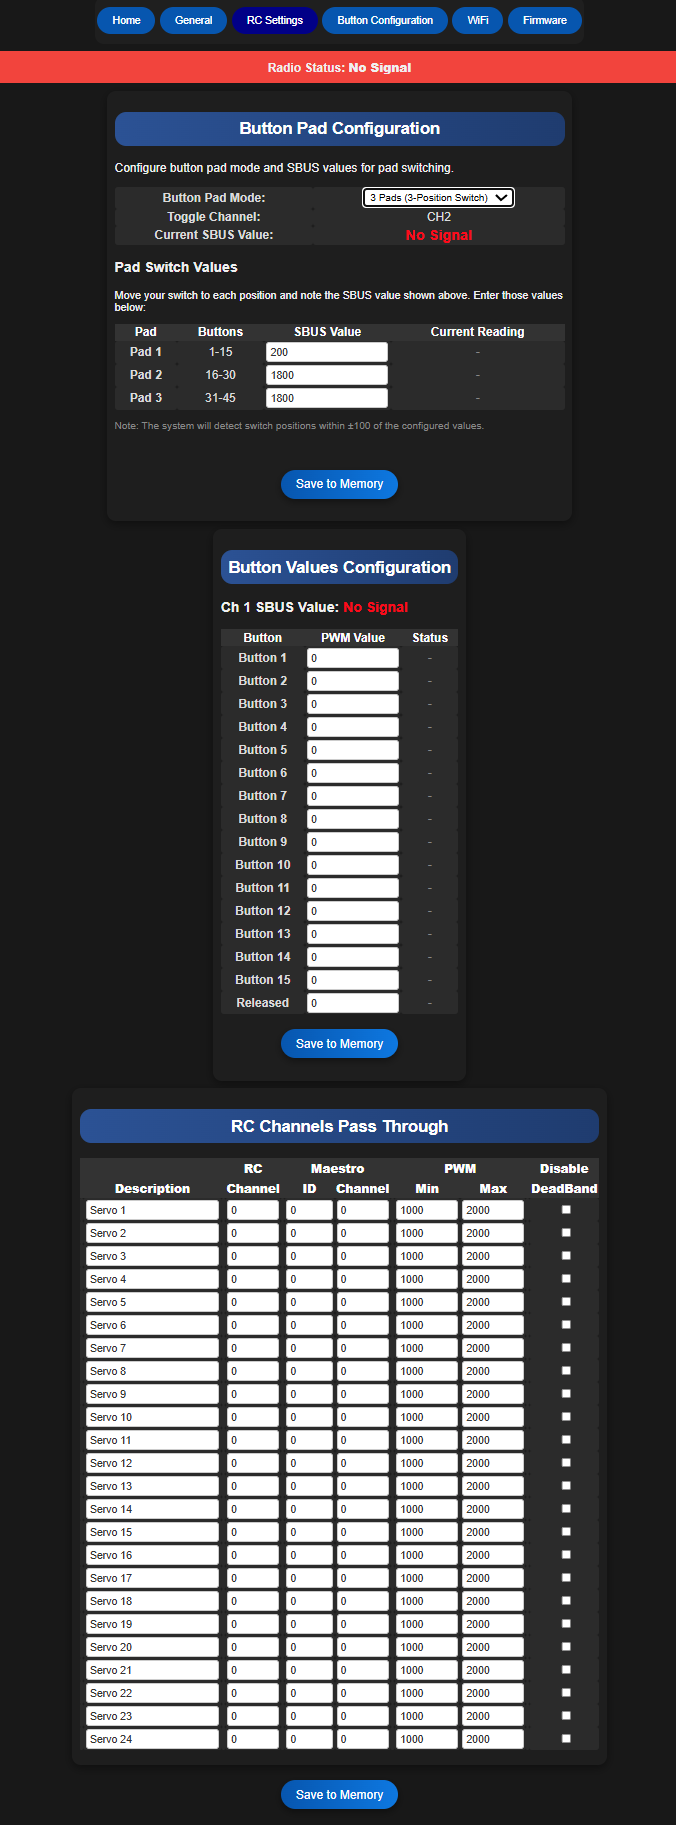 Home General RC Settings Button Configuration WiFi Firmware
Radio Status: No Signal
Button Pad Configuration
Configure button pad mode and SBUS values for pad switching.
Button Pad Mode: 3 Pads (3-Position Switch)
Toggle Channel: CH2
Current SBUS Value: No Signal
Pad Switch Values
Move your switch to each position and note the SBUS value shown above. Enter those values
below:
Pad Buttons SBUS Value Current Reading
Pad 1 1-15 200 -
Pad 2 16-30 1800 -
Pad 3 31-45 1800 -
Note: The system will detect switch positions within ±100 of the configured values.
Save to Memory
Button Values Configuration
Ch 1 SBUS Value: No Signal
Button PWM Value Status
Button 1 0 -
Button 2 0 -
Button 3 0 -
Button 4 0 -
Button 5 0 -
Button 6 0 -
Button 7 0 -
Button 8 0 -
Button 9 0 -
Button 10 0 -
Button 11 0 -
Button 12 0 -
Button 13 0 -
Button 14 0 -
Button 15 0 -
Released 0 -
Save to Memory
RC Channels Pass Through
RC Maestro PWM Disable
Description Channel ID Channel Min Max DeadBand
Servo 1 0 0 0 1000 2000
Servo 2 0 0 0 1000 2000
Servo 3 0 0 0 1000 2000
Servo 4 0 0 0 1000 2000
Servo 5 0 0 0 1000 2000
Servo 6 0 0 0 1000 2000
Servo 7 0 0 0 1000 2000
Servo 8 0 0 0 1000 2000
Servo 9 0 0 0 1000 2000
Servo 10 0 0 0 1000 2000
Servo 11 0 0 0 1000 2000
Servo 12 0 0 0 1000 2000
Servo 13 0 0 0 1000 2000
Servo 14 0 0 0 1000 2000
Servo 15 0 0 0 1000 2000
Servo 16 0 0 0 1000 2000
Servo 17 0 0 0 1000 2000
Servo 18 0 0 0 1000 2000
Servo 19 0 0 0 1000 2000
Servo 20 0 0 0 1000 2000
Servo 21 0 0 0 1000 2000
Servo 22 0 0 0 1000 2000
Servo 23 0 0 0 1000 2000
Servo 24 0 0 0 1000 2000
Save to Memory